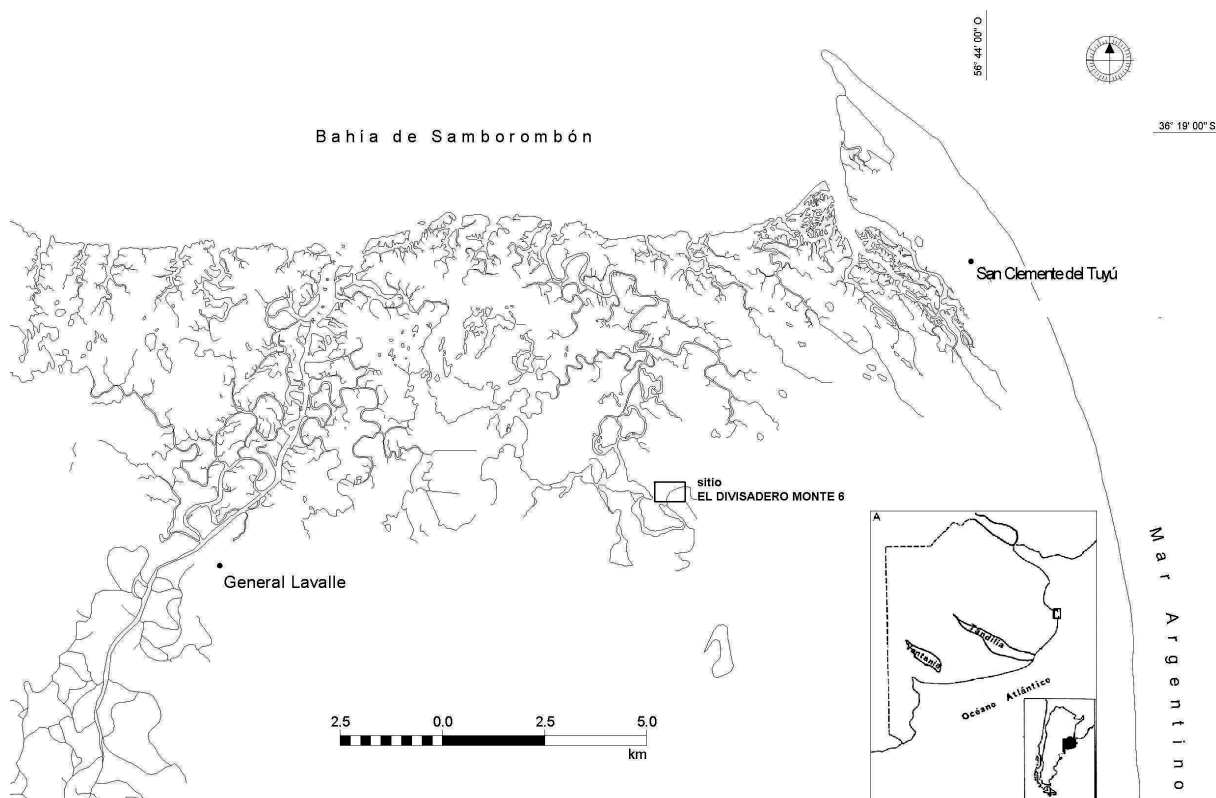 56° 44' 00" O
36° 19' 00" S
Bahía de Samborombón
San Clemente del Tuyú
sitio
EL DIVISADERO MONTE 6
General Lavalle
Mar Argentino
A
Tandilia
Ventania
Océano Atlántico
2.5 0.0 2.5 5.0
km